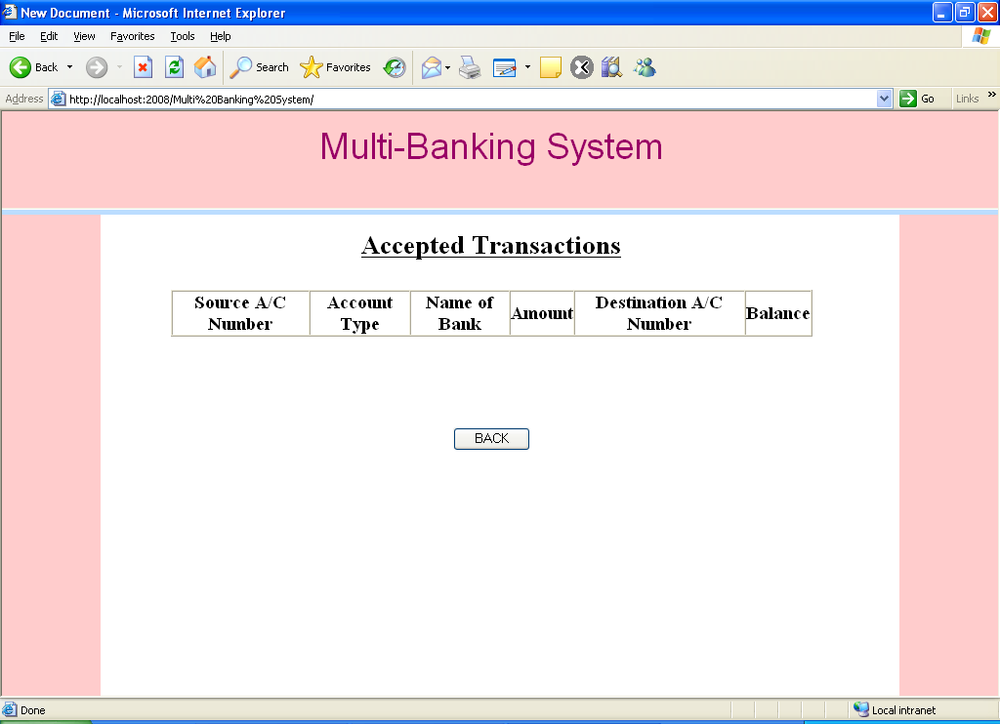 New Document - Microsoft Internet Explorer
File Edit View Favorites Tools Help
Back Search Favorites
Address http://localhost:2008/Multi%20Banking%20System/ Go Links »
Multi-Banking System
Accepted Transactions
Source A/C Number Account Type Name of Bank Amount Destination A/C Number Balance
BACK
Done Local intranet